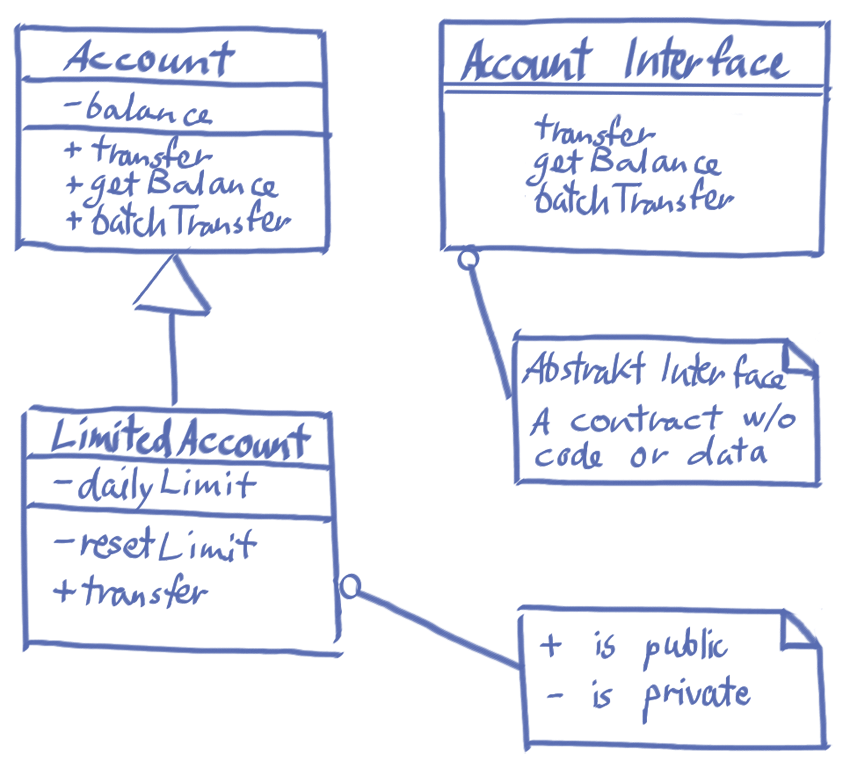 Account
-balance
+ transfer
+ getBalance
+ batchTransfer
Account Interface
transfer
getBalance
batchTransfer
Abstrakt Interface
A contract w/o
code or data
LimitedAccount
-dailyLimit
-resetLimit
+transfer
+ is public
- is private